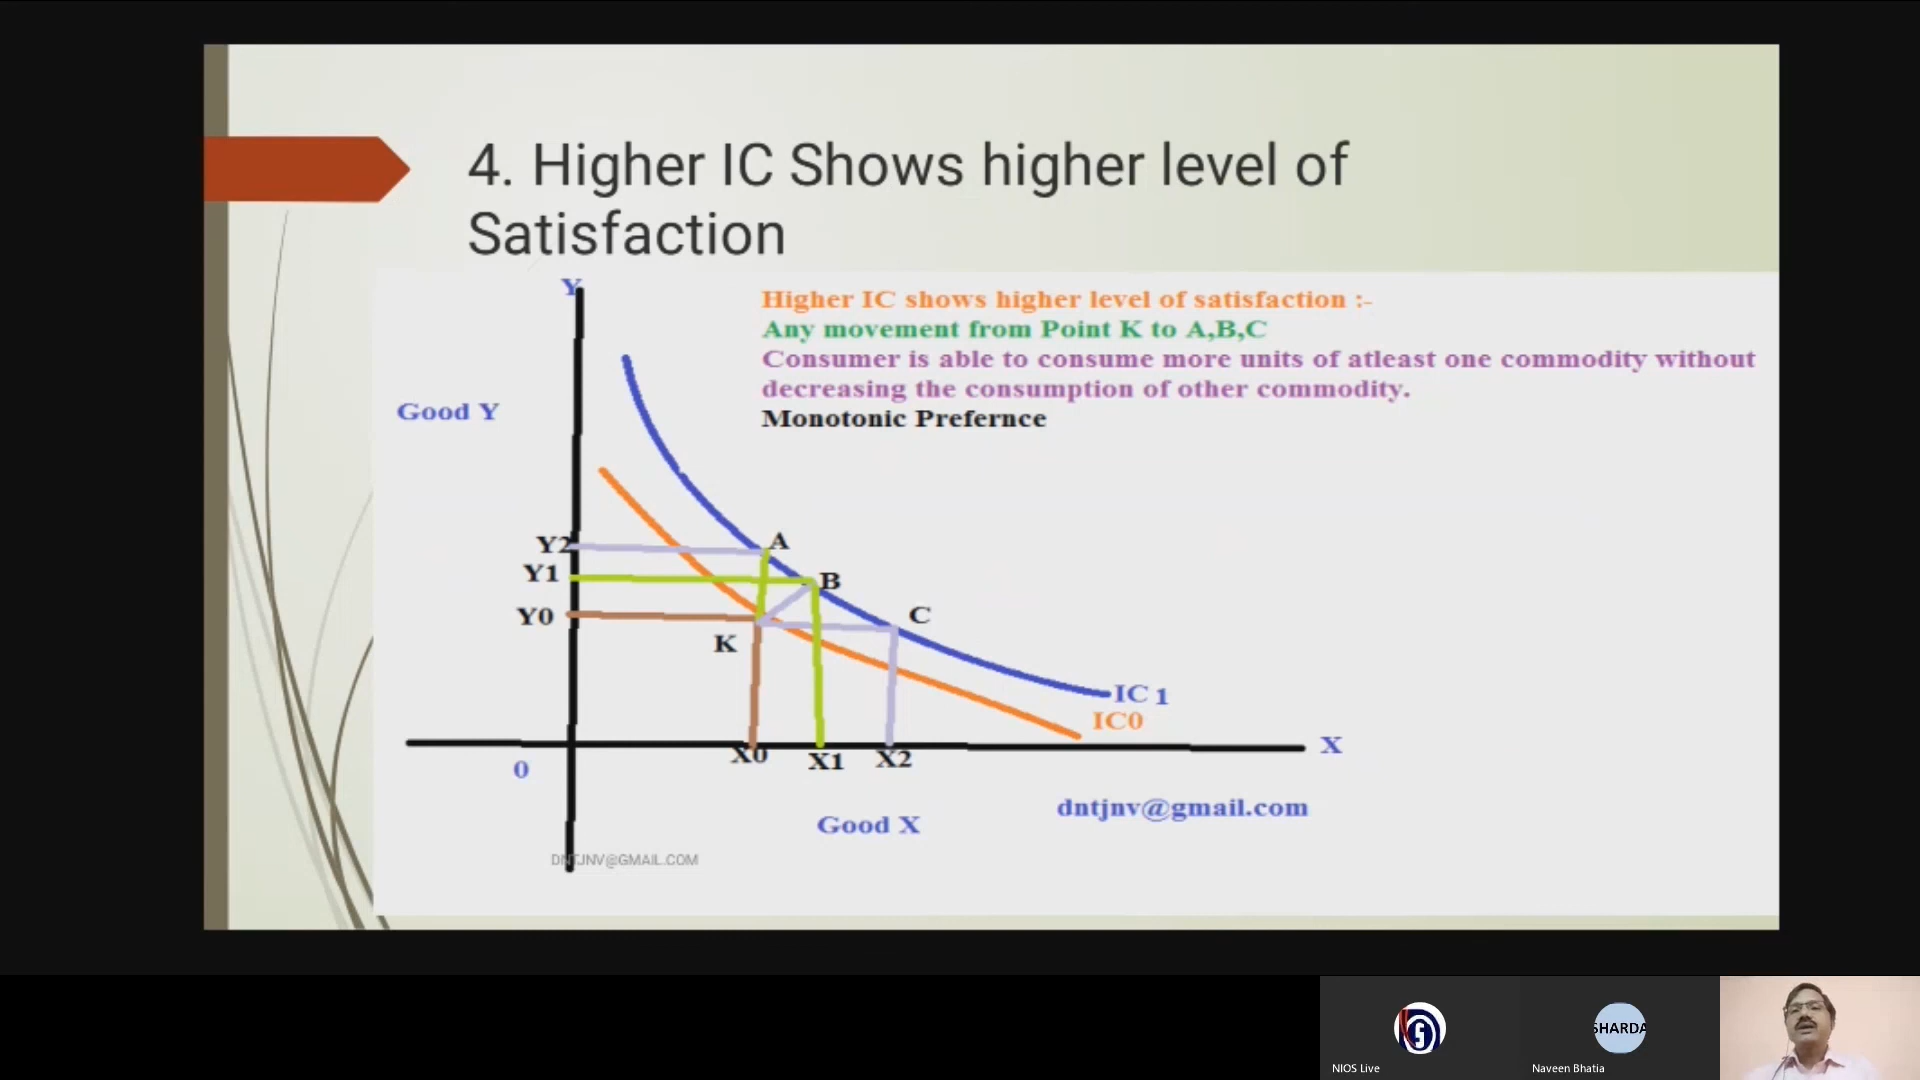 4. Higher IC Shows higher level of
Satisfaction
Y
Higher IC shows higher level of satisfaction :-
Any movement from Point K to A,B,C
Consumer is able to consume more units of atleast one commodity without
decreasing the consumption of other commodity.
Monotonic Prefernce
Good Y
Y2
A
Y1
B
Y0
C
K
IC 1
IC0
X0
X1
X2
X
0
dntjnv@gmail.com
Good X
DNTJNV@GMAIL.COM
SHARDA
NIOS Live
Naveen Bhatia